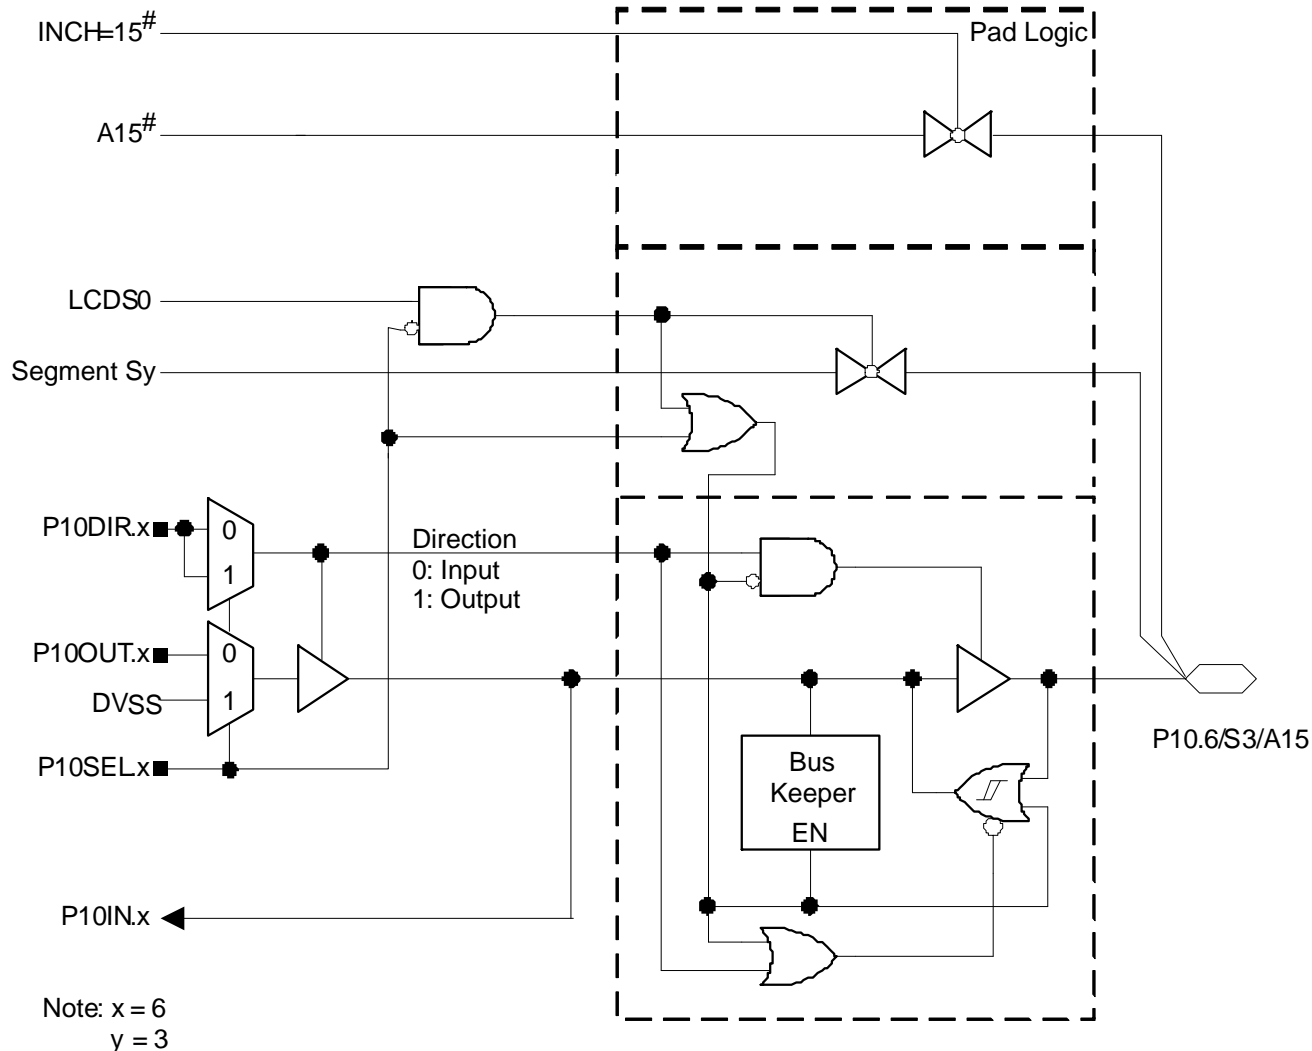 INCH=15#
Pad Logic
A15#
LCDS0
Segment Sy
P10DIR.x
0
1
Direction
0: Input
1: Output
P10OUT.x
0
DVSS
1
P10SEL.x
Bus
Keeper
EN
P10.6/S3/A15
P10IN.x
Note: x = 6
y = 3